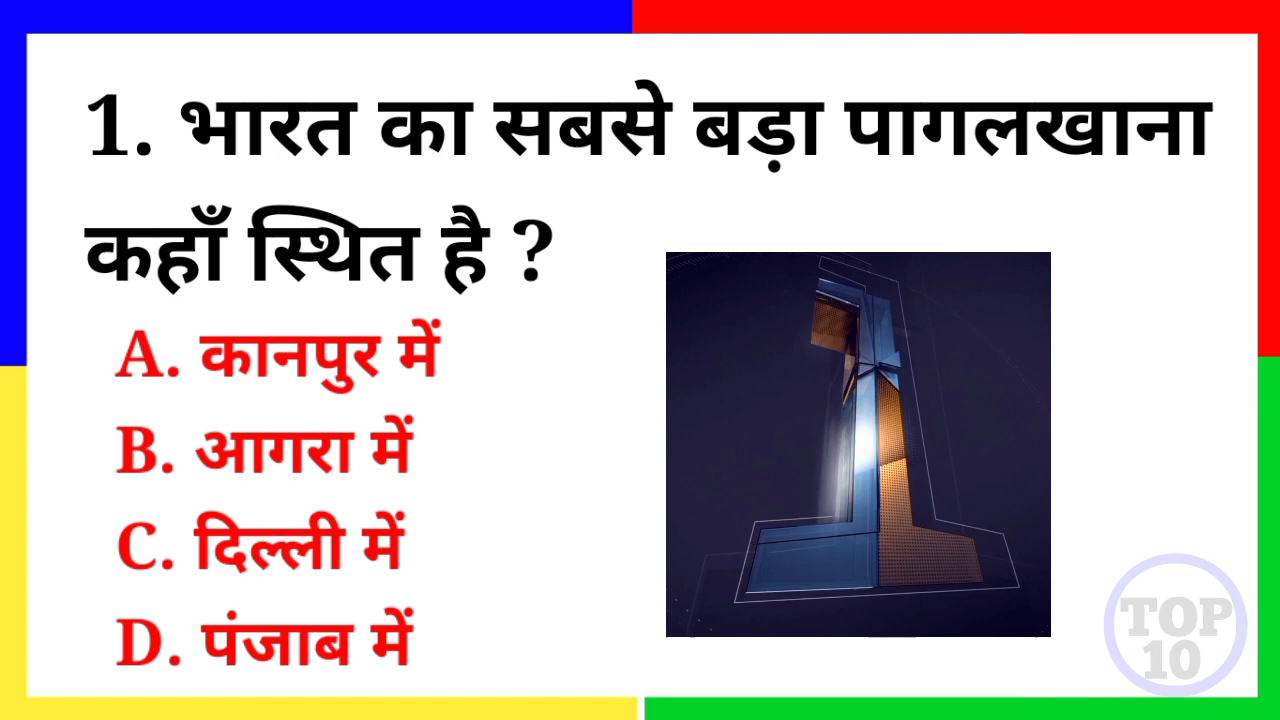 1. भारत का सबसे बड़ा पागलखाना
कहाँ स्थित है ?
A. कानपुर में
B. आगरा में
C. दिल्ली में
D. पंजाब में
TOP
10